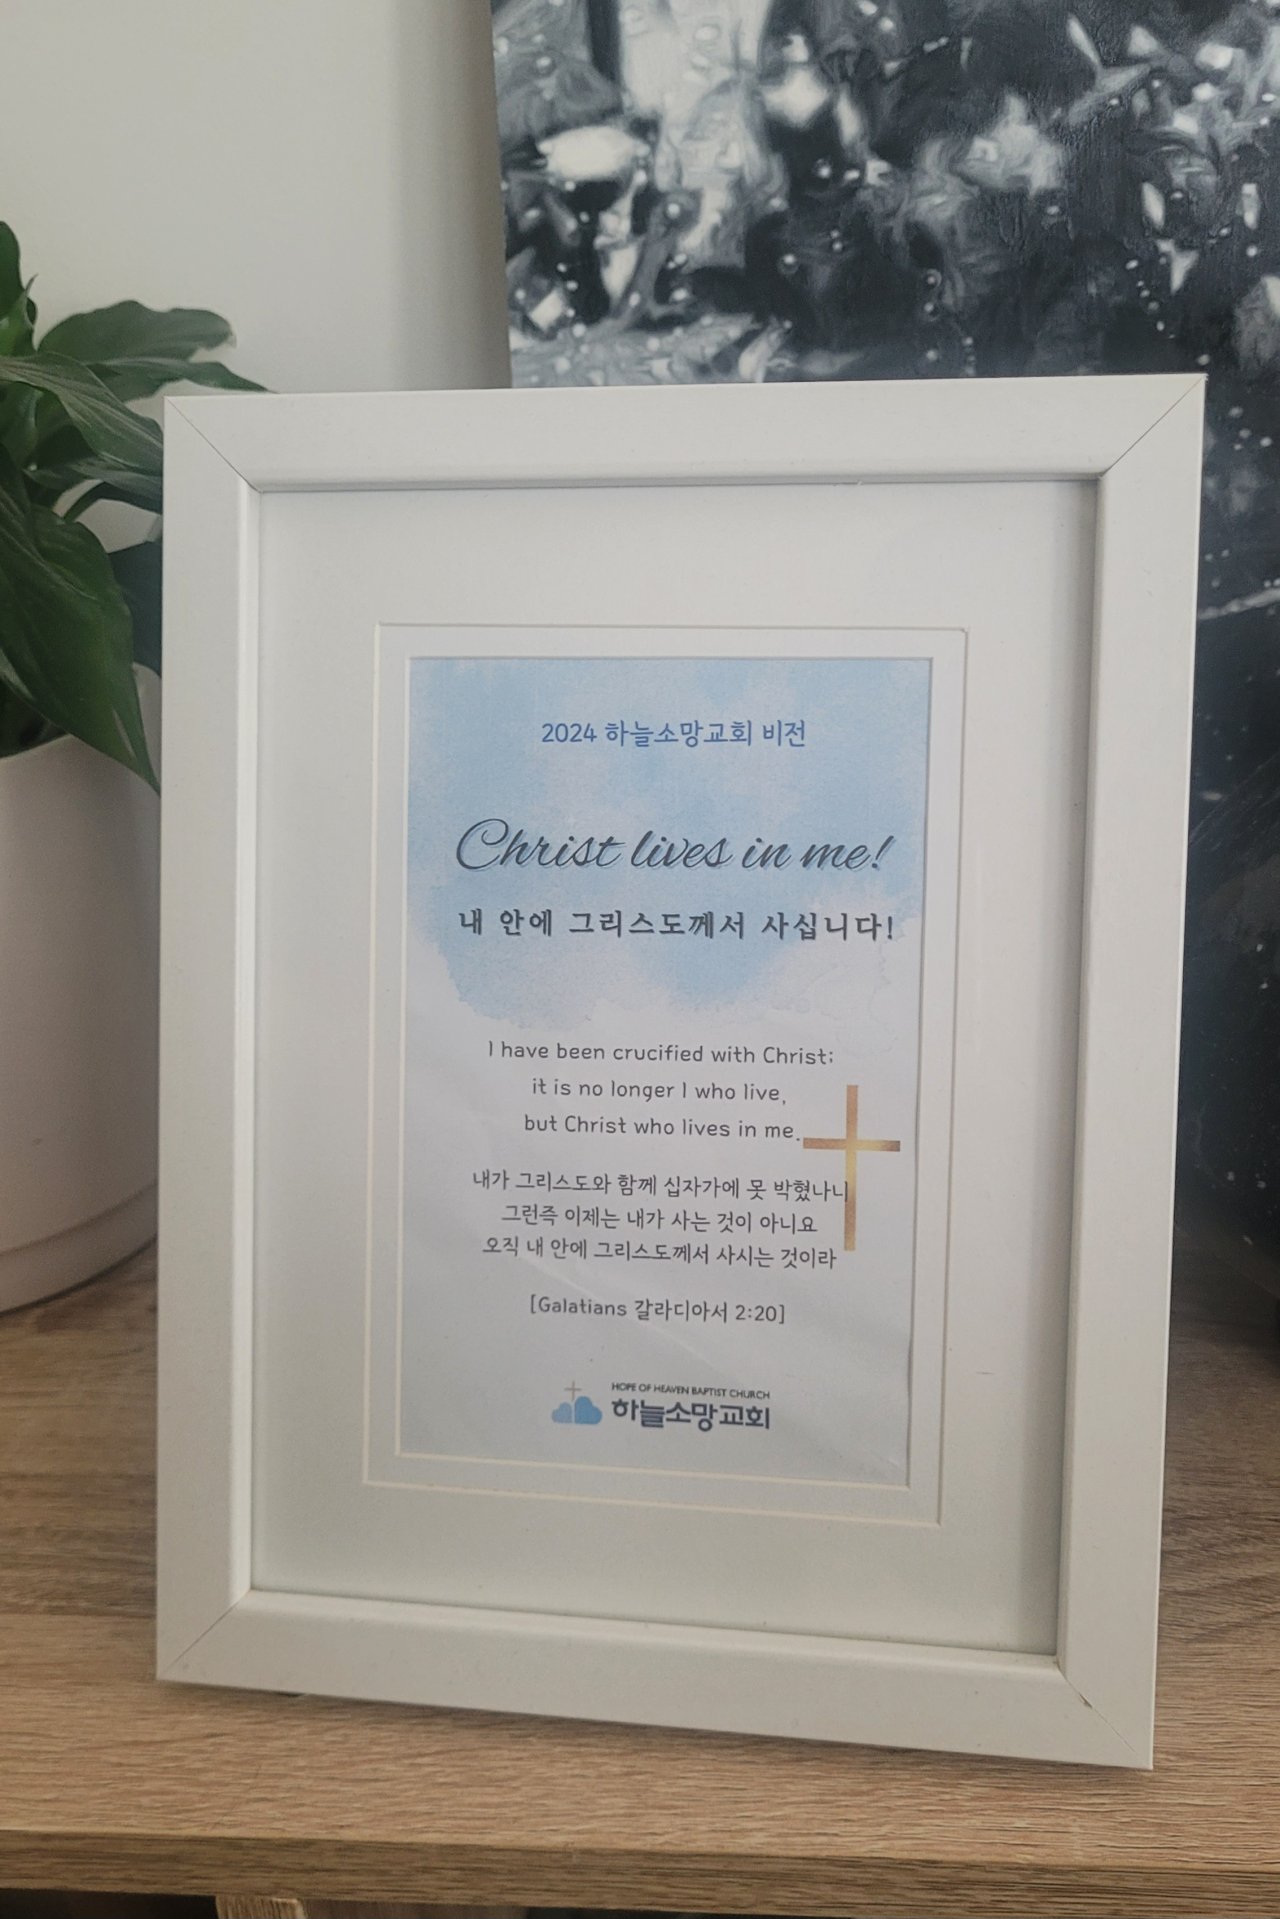 2024 하늘소망교회 비전
Christ lives in me!
내 안에 그리스도께서 사십니다!
I have been crucified with Christ;
it is no longer I who live,
but Christ who lives in me.
내가 그리스도와 함께 십자가에 못 박혔나니
그런즉 이제는 내가 사는 것이 아니요
오직 내 안에 그리스도께서 사시는 것이라
[Galatians 갈라디아서 2:20]
HOPE OF HEAVEN BAPTIST CHURCH
하늘소망교회